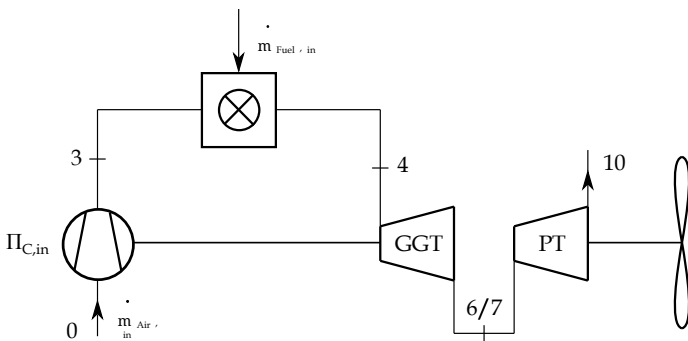 ṁ Fuel, in
3
4
Π C,in
GGT
PT
10
6/7
0
ṁ Air,
in